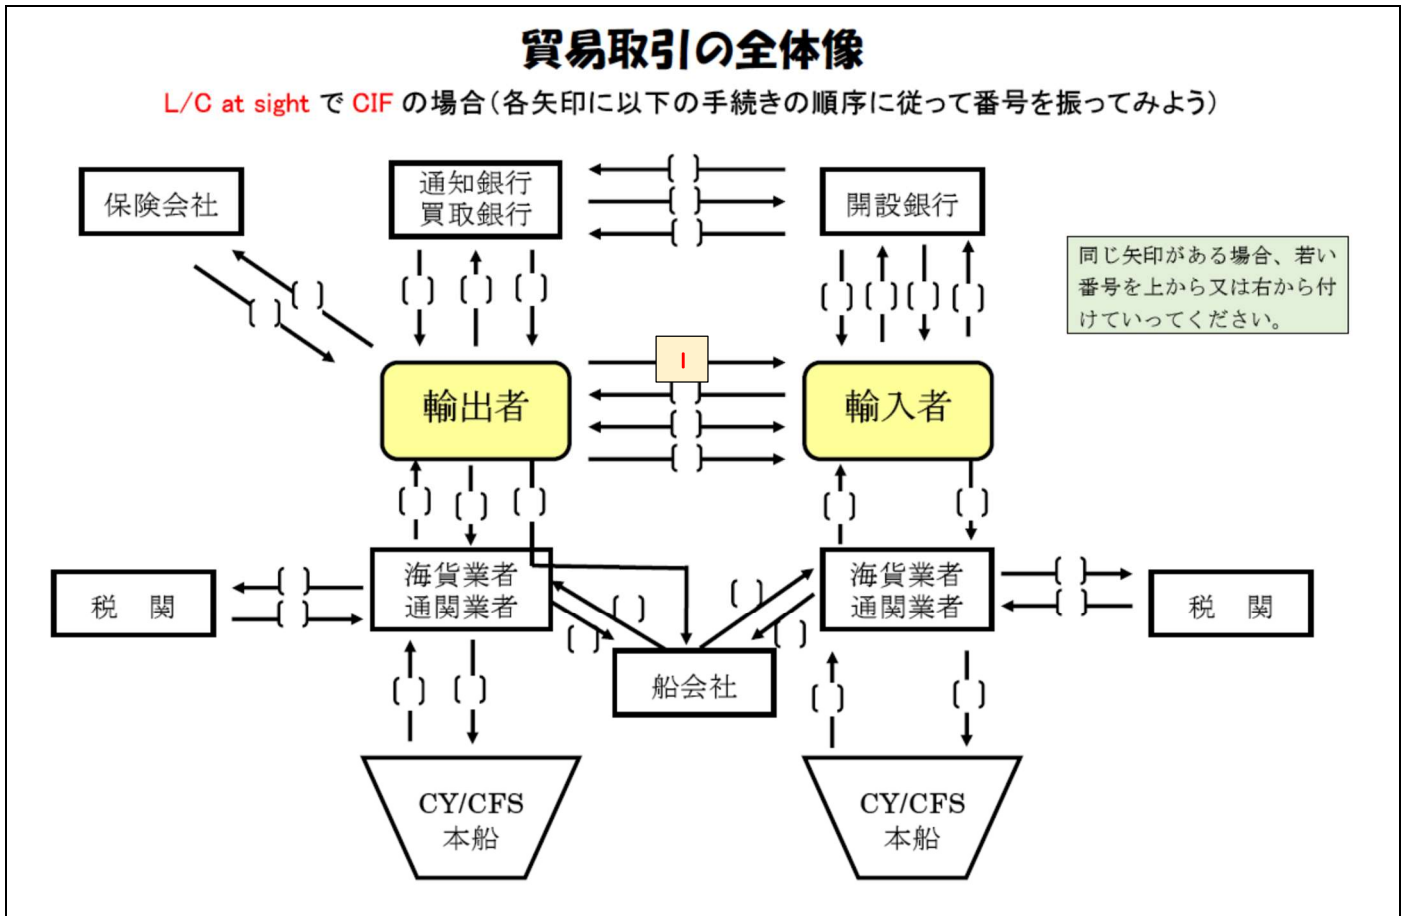 貿易取引の全体像
L/C at sight で CIF の場合（各矢印に以下の手続きの順序に従って番号を振ってみよう）
保険会社
通知銀行
買取銀行
開設銀行
同じ矢印がある場合、若い
番号を上から又は右から付
けていってください。
1
輸出者
輸入者
税　関
海貨業者
通関業者
海貨業者
通関業者
税　関
船会社
CY/CFS
本船
CY/CFS
本船